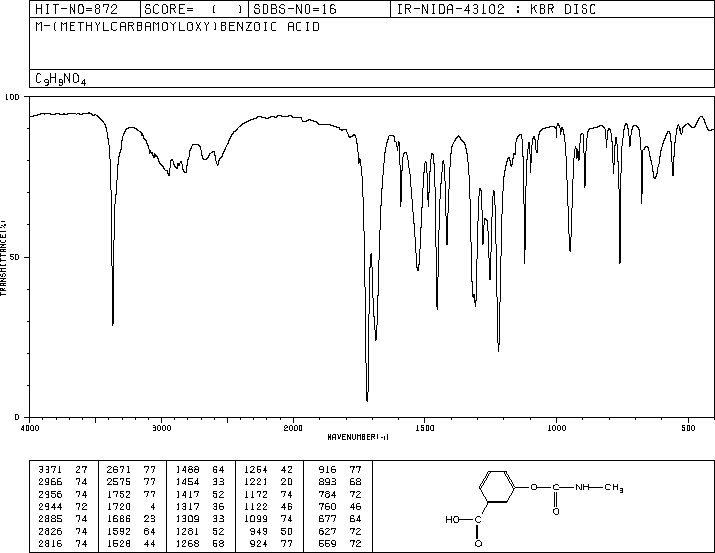 HIT-NO=872 SCORE= ( ) SDBS-NO=16 IR-NIDA-43102 : KBR DISC
M-(METHYLCARBAMOYLOXY)BENZOIC ACID
C9H9NO4
100
50
0
TRANSMITTANCE(%)
4000 3000 2000 1500 1000 500
WAVENUMBER(-1)
3371 27 2671 77 1488 64 1254 42 916 77
2966 74 2575 77 1454 33 1221 20 893 68
2956 74 1752 77 1417 52 1172 74 784 72
2944 72 1720 4 1317 36 1122 46 760 46
2885 74 1686 23 1309 33 1099 74 677 64
2826 74 1592 64 1281 52 949 50 627 72
2816 74 1528 44 1268 68 924 77 559 72
O C NH CH3
O
HO C
O